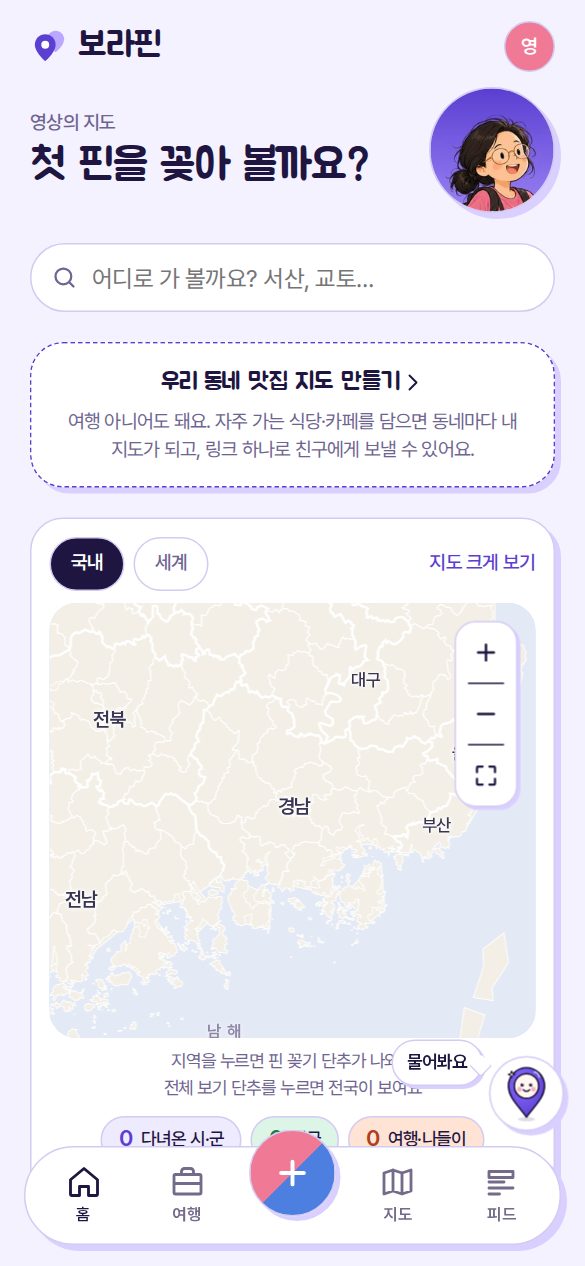 보라핀
영
영상의 지도
첫 핀을 꽂아 볼까요?
어디로 가 볼까요? 서산, 교토...
우리 동네 맛집 지도 만들기
여행 아니어도 돼요. 자주 가는 식당·카페를 담으면 동네마다 내
지도가 되고, 링크 하나로 친구에게 보낼 수 있어요.
국내
세계
지도 크게 보기
대구
전북
경남
부산
전남
남해
지역을 누르면 핀 꽂기 단추가
물어봐요
전체 보기 단추를 누르면 전국이 보여요
0 다녀온 시·군
0 여행·나들이
홈
여행
지도
피드